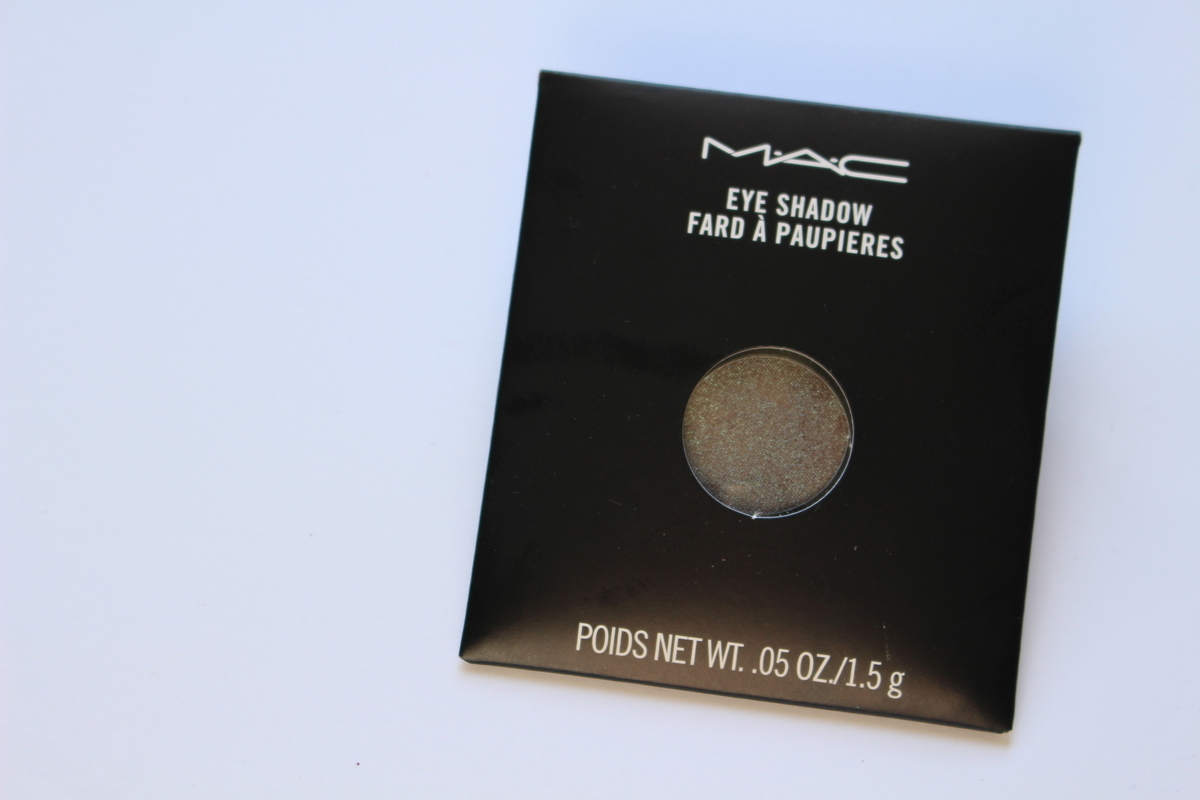 M·A·C
EYE SHADOW
FARD À PAUPIERES
POIDS NET WT. .05 OZ./1.5 g